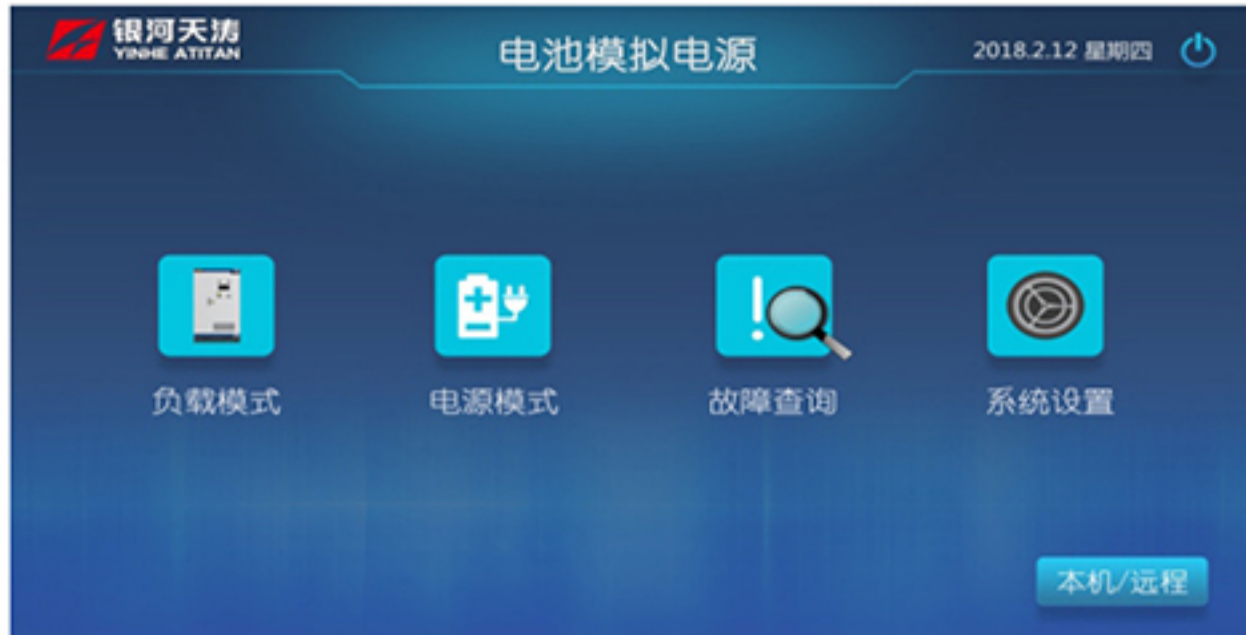 银河天涛
YINHE ATITAN
电池模拟电源
2018.2.12 星期四
负载模式
电源模式
故障查询
系统设置
本机/远程